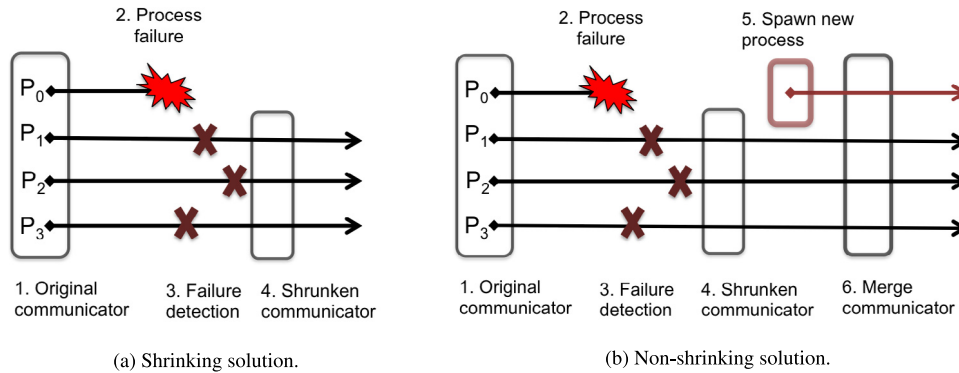 2. Process
failure
P0
P1
P2
P3
1. Original
communicator
3. Failure
detection
4. Shrunken
communicator
(a) Shrinking solution.
2. Process
failure
5. Spawn new
process
P0
P1
P2
P3
1. Original
communicator
3. Failure
detection
4. Shrunken
communicator
6. Merge
communicator
(b) Non-shrinking solution.